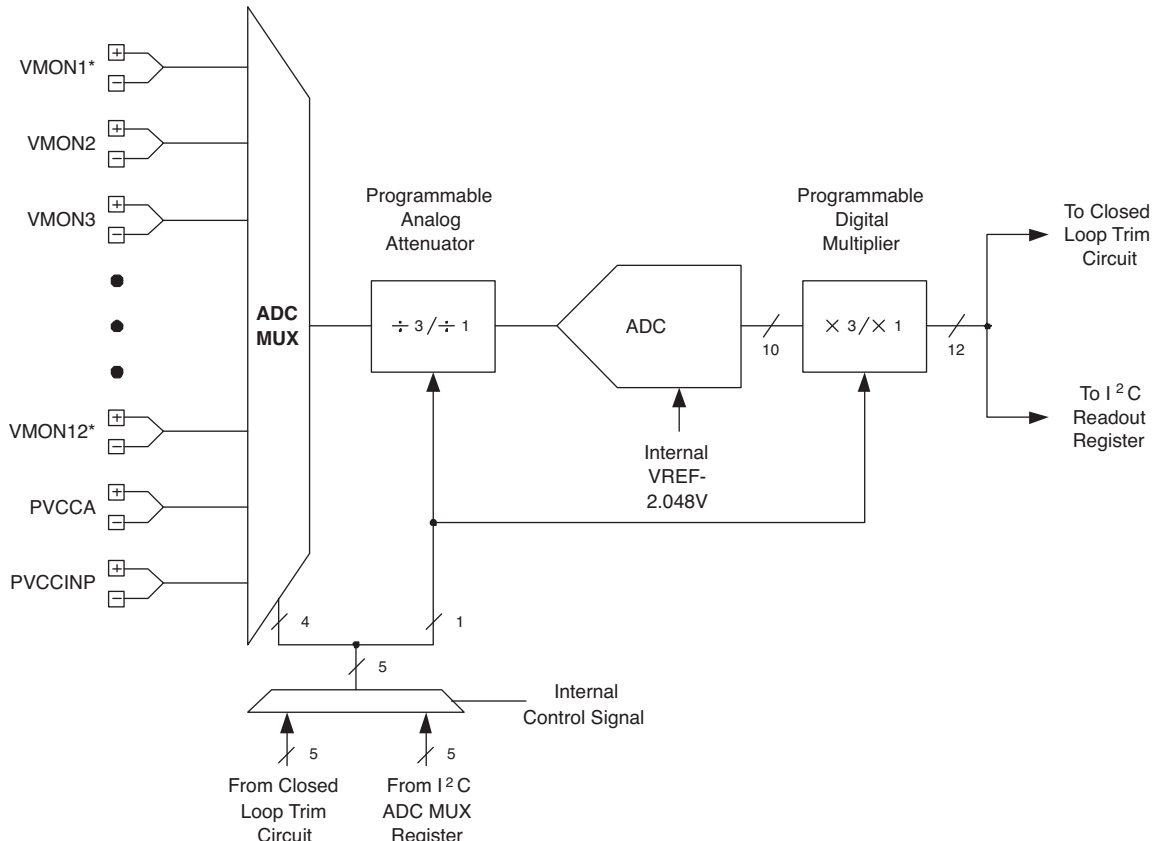 VMON1*
+
−
VMON2
+
−
VMON3
+
−
VMON12*
+
−
PVCCA
+
−
PVCCINP
+
−
ADC
MUX
Programmable
Analog
Attenuator
÷ 3 / ÷ 1
ADC
Internal
VREF-
2.048V
10
Programmable
Digital
Multiplier
× 3 / × 1
12
To Closed
Loop Trim
Circuit
To I²C
Readout
Register
4
1
5
Internal
Control Signal
5
5
From Closed
Loop Trim
Circuit
From I²C
ADC MUX
Register